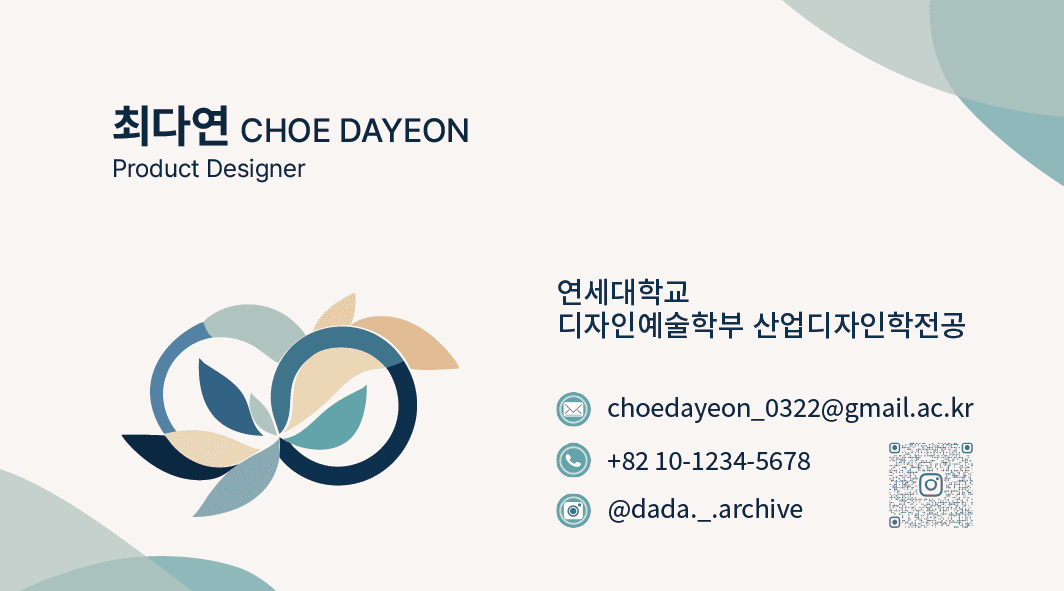 최다연 CHOE DAYEON
Product Designer
연세대학교
디자인예술학부 산업디자인학전공
choedayeon_0322@gmail.ac.kr
+82 10-1234-5678
@dada._.archive